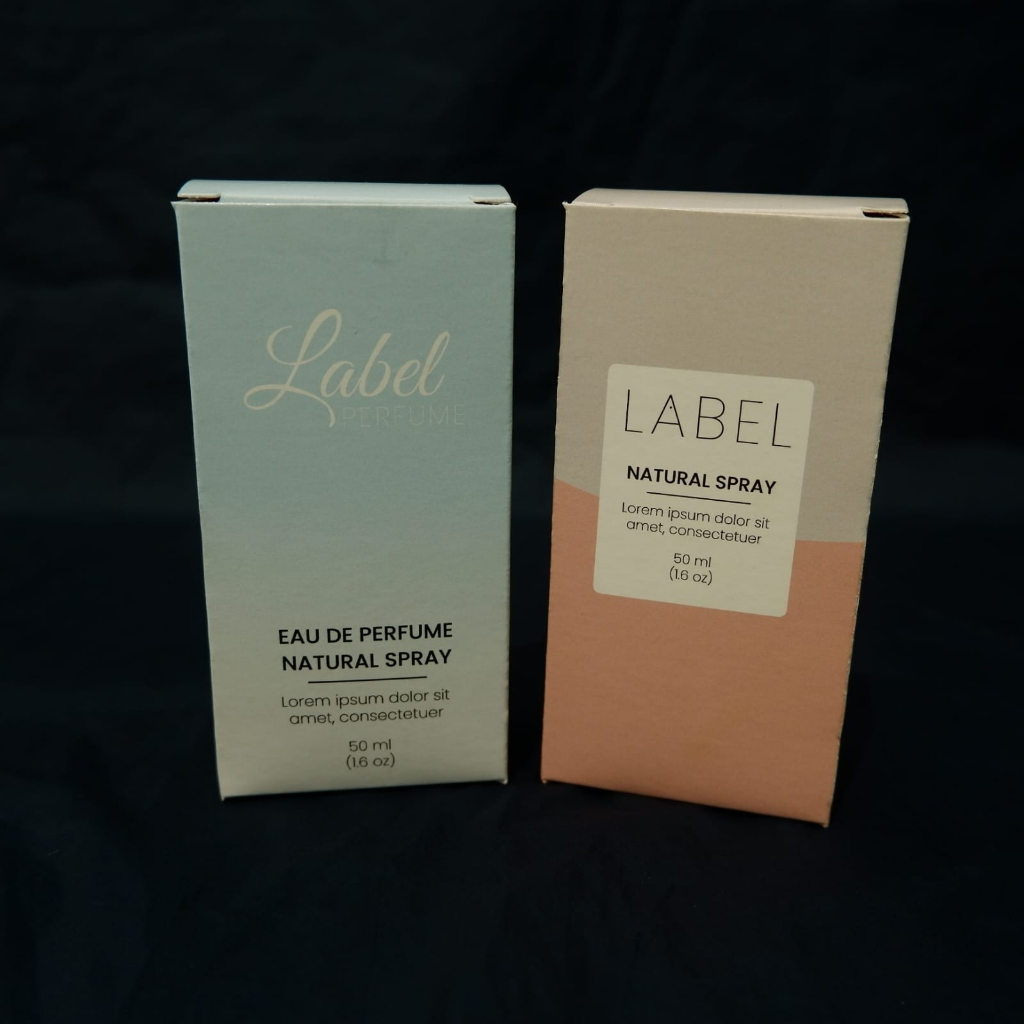 Label
PERFUME
EAU DE PERFUME
NATURAL SPRAY
Lorem ipsum dolor sit
amet, consectetuer
50 ml
(1.6 oz)
LABEL
NATURAL SPRAY
Lorem ipsum dolor sit
amet, consectetuer
50 ml
(1.6 oz)